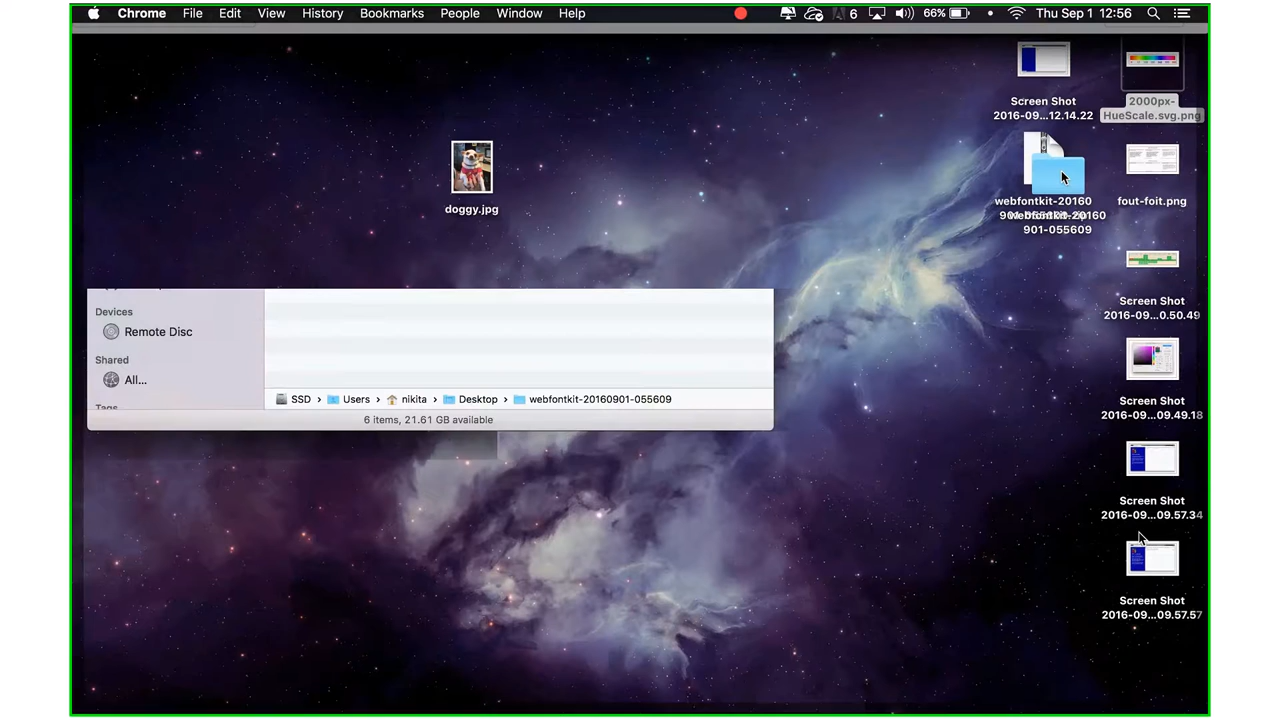 Chrome File Edit View History Bookmarks People Window Help 6 66% Thu Sep 1 12:56
Screen Shot
2016-09...12.14.22
2000px-
HueScale.svg.png
doggy.jpg
webfontkit-20160
901-055609
fout-foit.png
Screen Shot
2016-09...0.50.49
Devices
Remote Disc
Shared
All...
SSD › Users › nikita › Desktop › webfontkit-20160901-055609
6 items, 21.61 GB available
Screen Shot
2016-09...09.49.18
Screen Shot
2016-09...09.57.34
Screen Shot
2016-09...09.57.57